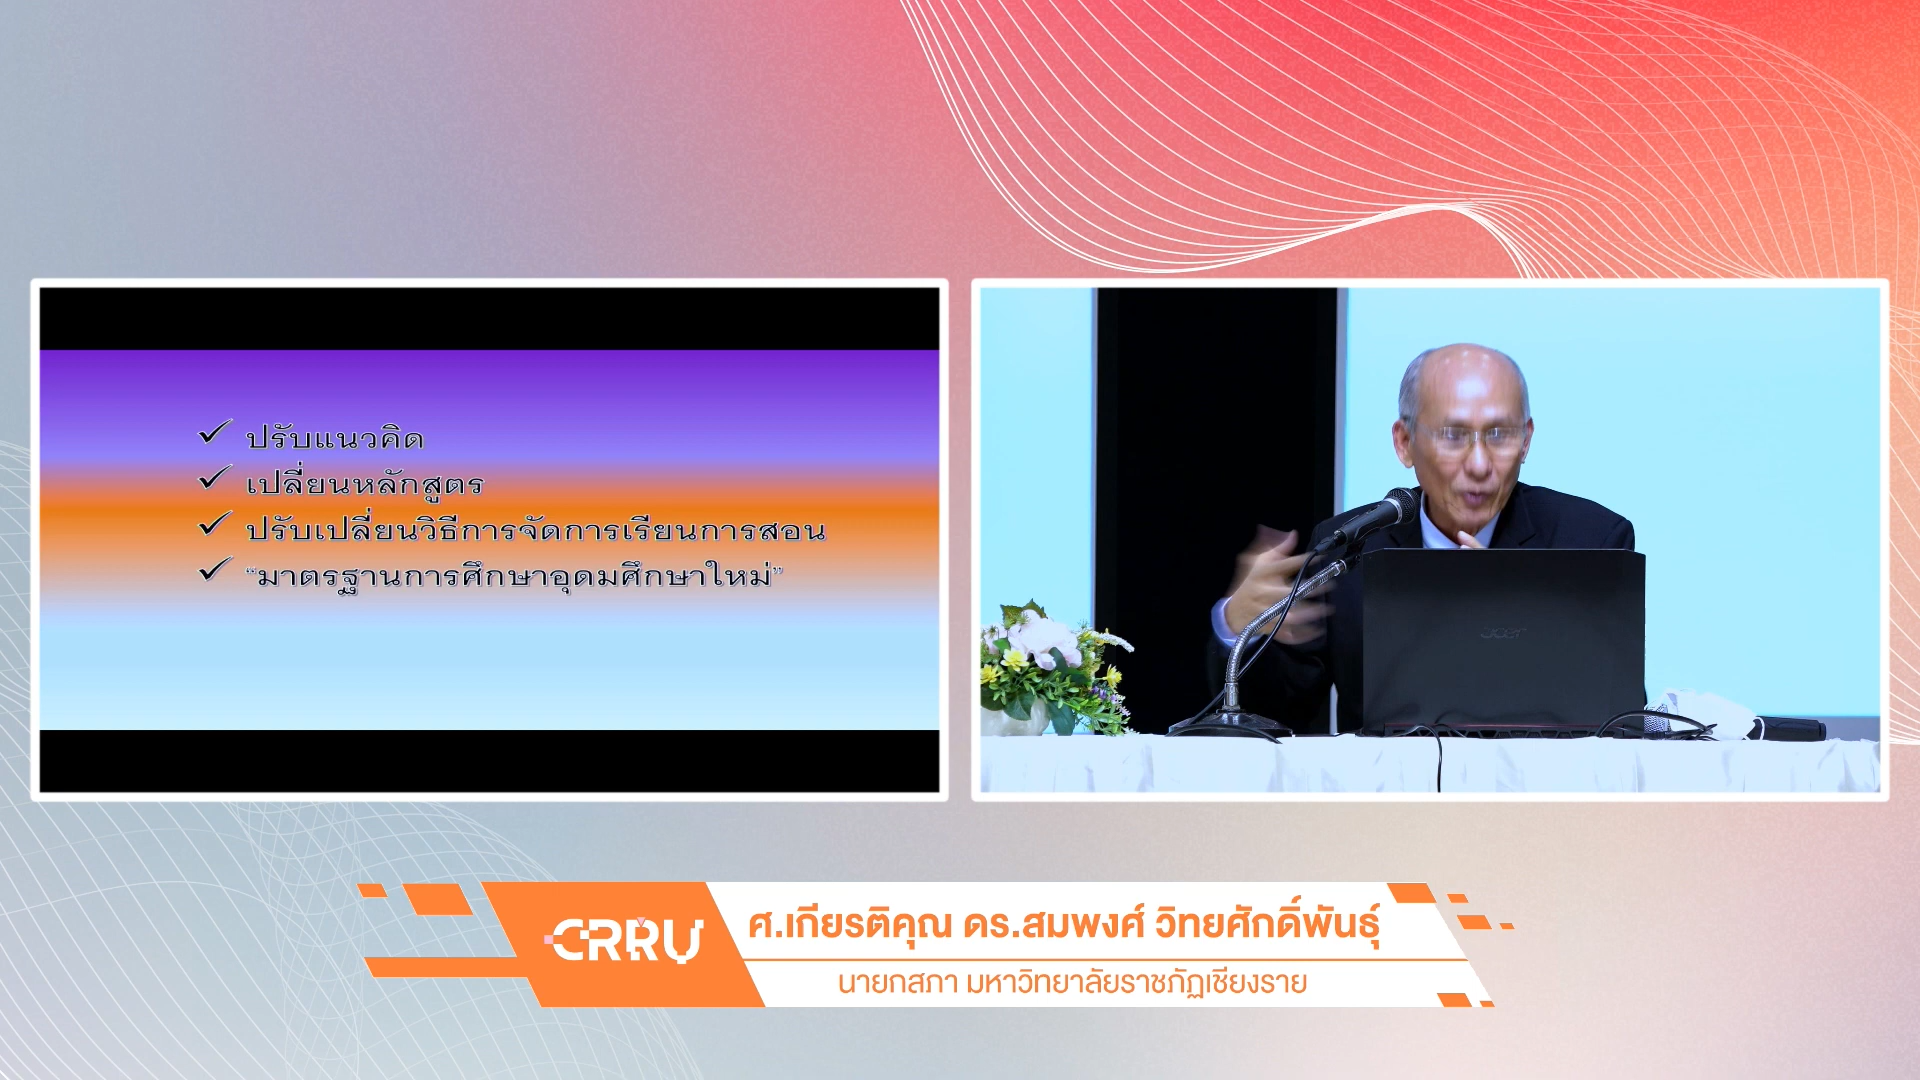 ✓ ปรับแนวคิด
✓ เปลี่ยนหลักสูตร
✓ ปรับเปลี่ยนวิธีการจัดการเรียนการสอน
✓ “มาตรฐานการศึกษาอุดมศึกษาใหม่”
acer
CRRU
ศ.เกียรติคุณ ดร.สมพงศ์ วิทยศักดิ์พันธุ์
นายกสภา มหาวิทยาลัยราชภัฏเชียงราย